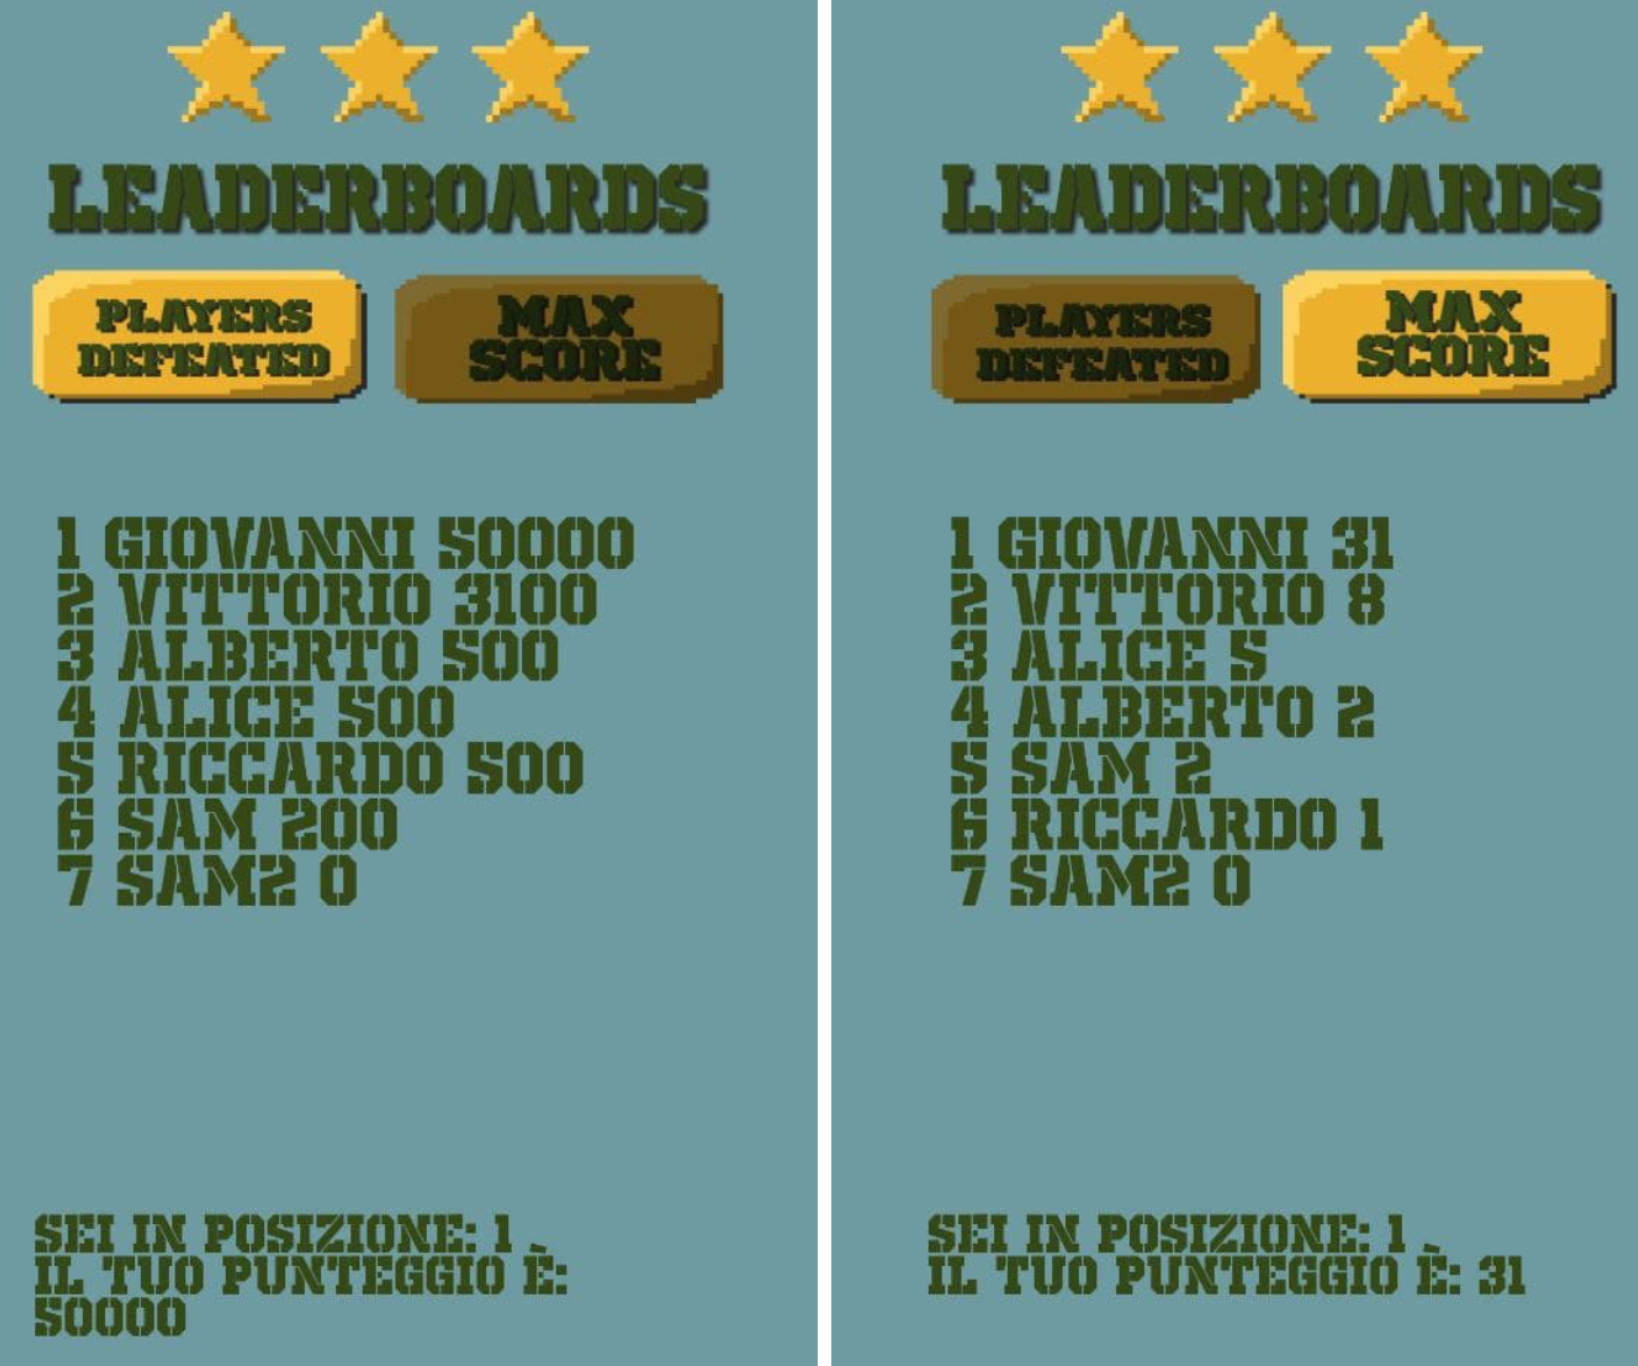 LEADERBOARDS
PLAYERS
DEFEATED
MAX
SCORE
1 GIOVANNI 50000
2 VITTORIO 3100
3 ALBERTO 500
4 ALICE 500
5 RICCARDO 500
6 SAM 200
7 SAM2 0
SEI IN POSIZIONE: 1
IL TUO PUNTEGGIO È:
50000
LEADERBOARDS
PLAYERS
DEFEATED
MAX
SCORE
1 GIOVANNI 31
2 VITTORIO 8
3 ALICE 5
4 ALBERTO 2
5 SAM 2
6 RICCARDO 1
7 SAM2 0
SEI IN POSIZIONE: 1
IL TUO PUNTEGGIO È: 31